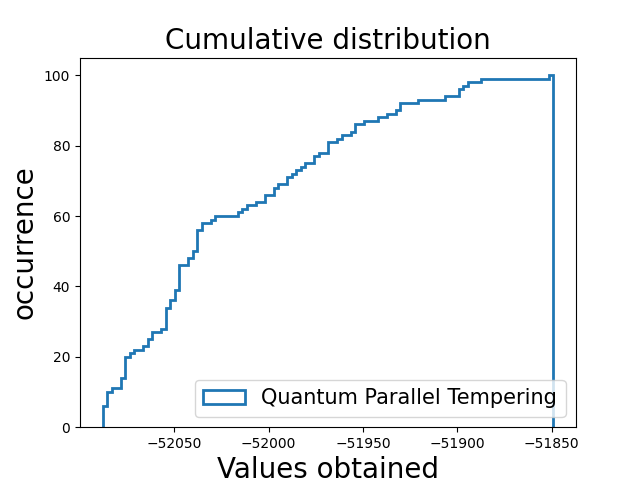 Cumulative distribution
100
80
60
40
20
0
occurrence
Quantum Parallel Tempering
−52050
−52000
−51950
−51900
−51850
Values obtained